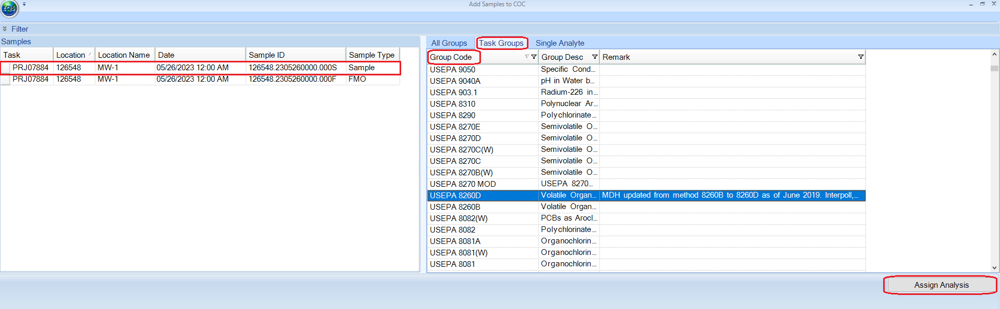 Add Samples to COC
EQS
Filter
Samples
Task Location Location Name Date Sample ID Sample Type
PRJ07884 126548 MW-1 05/26/2023 12:00 AM 126548.2305260000.000S Sample
PRJ07884 126548 MW-1 05/26/2023 12:00 AM 126548.2305260000.000F FMO
All Groups Task Groups Single Analyte
Group Code Group Desc Remark
USEPA 9050 Specific Cond...
USEPA 9040A pH in Water b...
USEPA 903.1 Radium-226 in...
USEPA 8310 Polynuclear Ar...
USEPA 8290 Polychlorinate...
USEPA 8270E Semivolatile O...
USEPA 8270D Semivolatile O...
USEPA 8270C(W) Semivolatile O...
USEPA 8270C Semivolatile O...
USEPA 8270B(W) Semivolatile O...
USEPA 8270 MOD USEPA 8270...
USEPA 8260D Volatile Organ... MDH updated from method 8260B to 8260D as of June 2019. Interpoll,...
USEPA 8260B Volatile Organ...
USEPA 8082(W) PCBs as Arocl...
USEPA 8082 Polychlorinate...
USEPA 8081A Organochlorin...
USEPA 8081(W) Organochlorin...
USEPA 8081 Organochlorin...
Assign Analysis